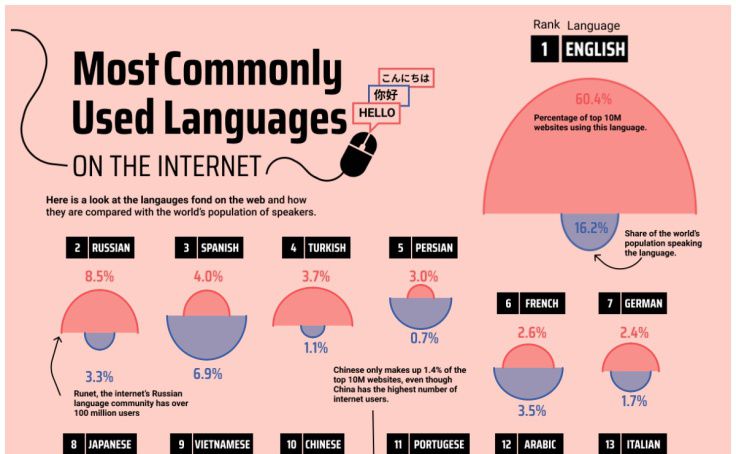 Most Commonly
Used Languages
ON THE INTERNET
こんにちは
你好
HELLO
Here is a look at the langauges fond on the web and how
they are compared with the world's population of speakers.
Rank Language
1 ENGLISH
60.4%
Percentage of top 10M
websites using this language.
16.2%
Share of the world's
population speaking
the language.
2 RUSSIAN
8.5%
3.3%
Runet, the internet's Russian
language community has over
100 million users
3 SPANISH
4.0%
6.9%
4 TURKISH
3.7%
1.1%
5 PERSIAN
3.0%
0.7%
Chinese only makes up 1.4% of the
top 10M websites, even though
China has the highest number of
internet users.
6 FRENCH
2.6%
3.5%
7 GERMAN
2.4%
1.7%
8 JAPANESE
9 VIETNAMESE
10 CHINESE
11 PORTUGESE
12 ARABIC
13 ITALIAN